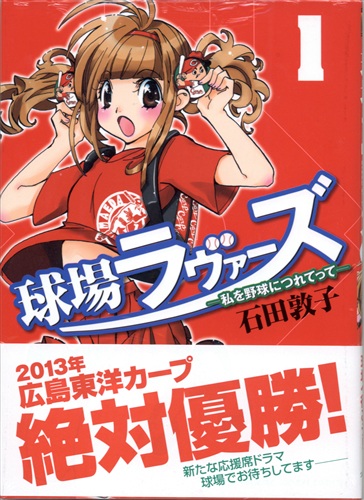 1
球場ラヴァーズ
―私を野球につれてって―
石田敦子
2013年
広島東洋カープ
絶対優勝!
新たな応援席ドラマ
球場でお待ちしてます―